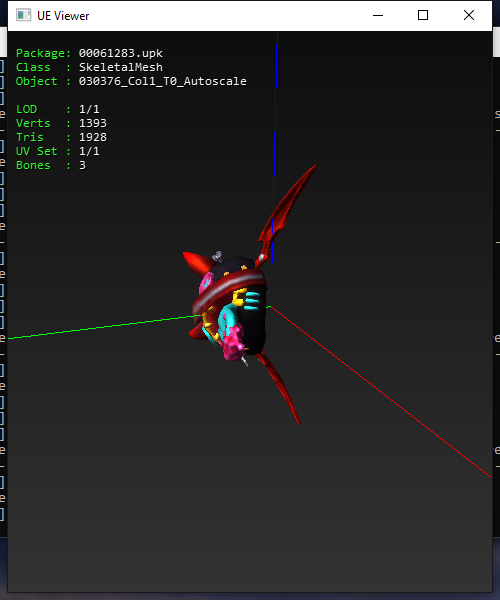 UE Viewer
Package: 00061283.upk
Class  : SkeletalMesh
Object : 030376_Col1_T0_Autoscale
LOD    : 1/1
Verts  : 1393
Tris   : 1928
UV Set : 1/1
Bones  : 3